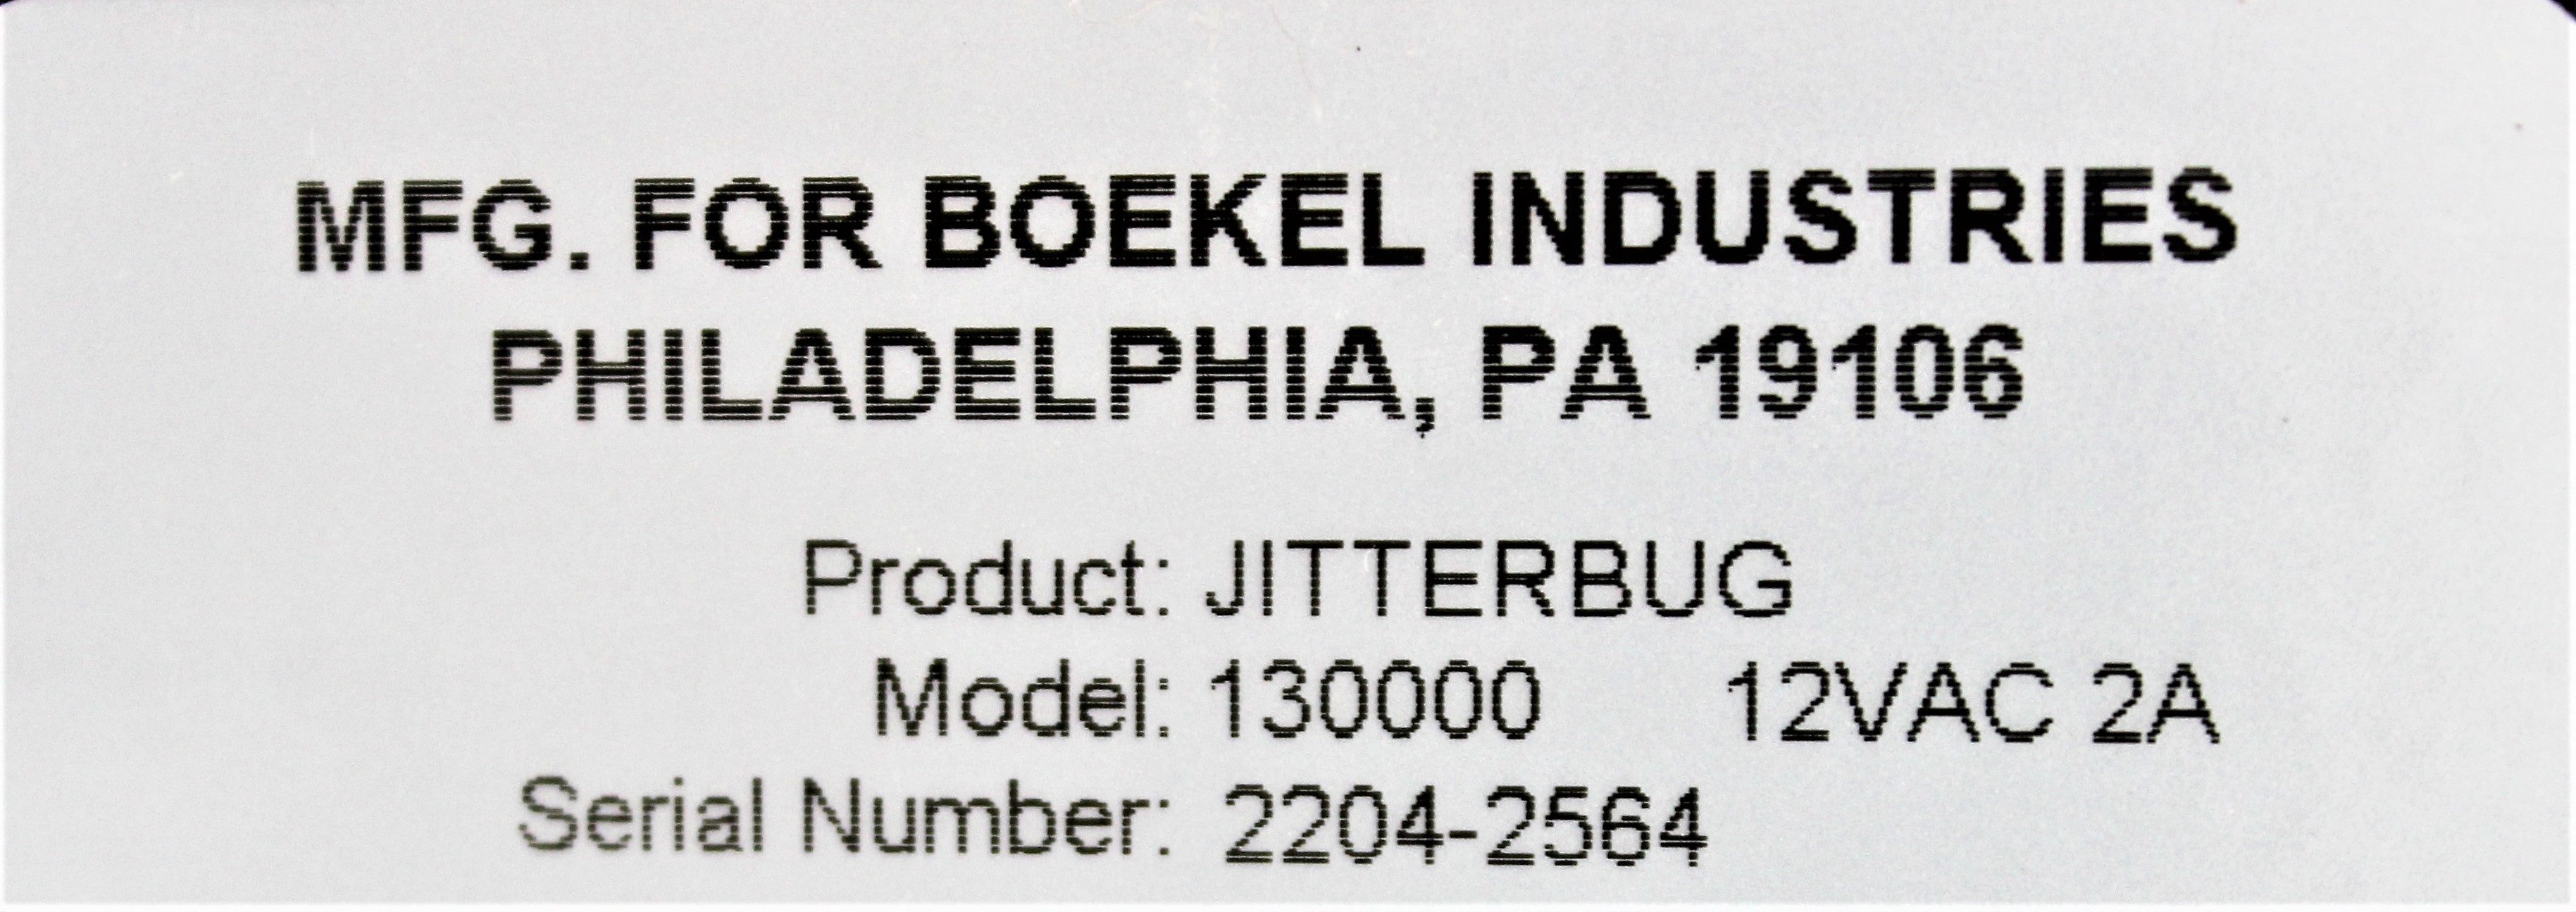 MFG. FOR BOEKEL INDUSTRIES
PHILADELPHIA, PA 19106
Product: JITTERBUG
Model: 130000 12VAC 2A
Serial Number: 2204-2564